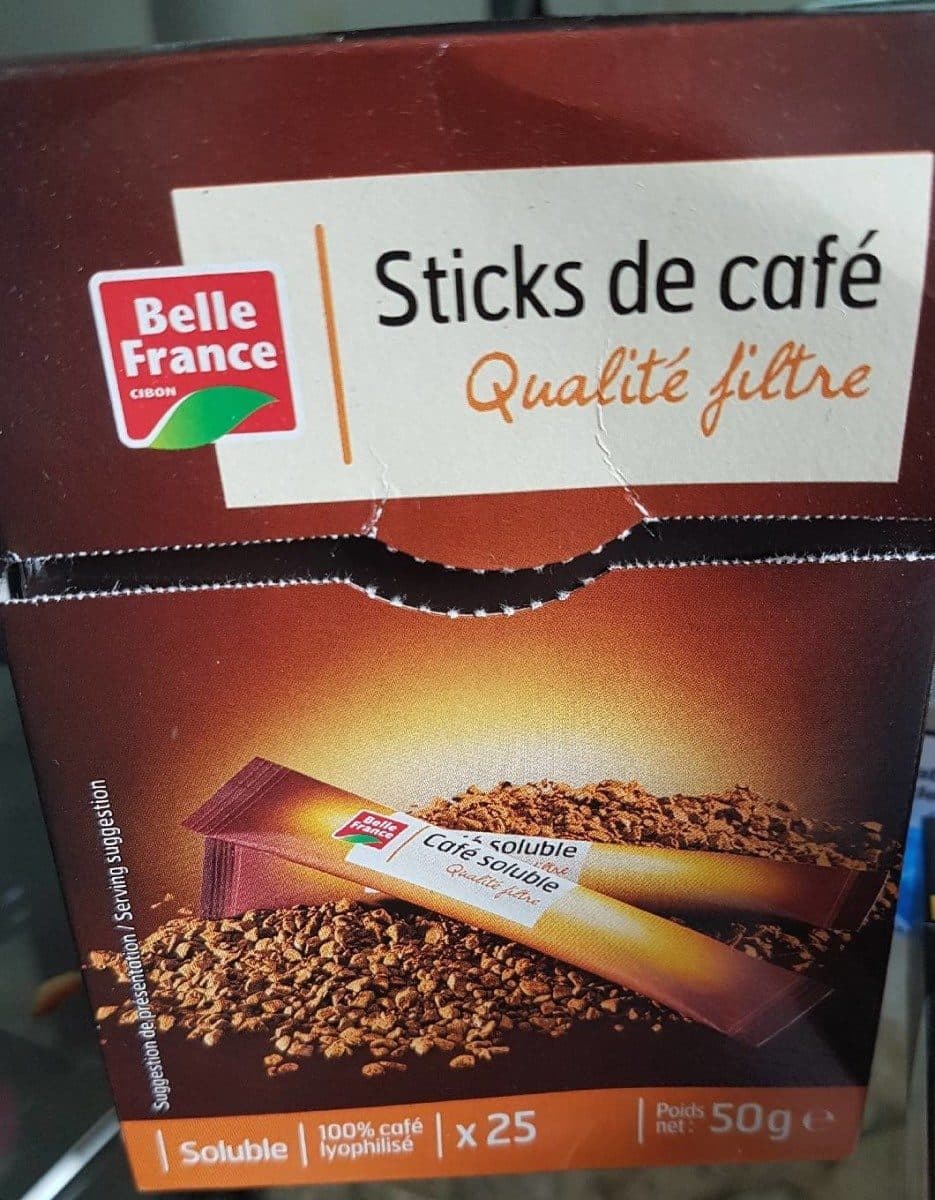 Sticks de café
Qualité filtre
Belle
France
CIBON
Belle
France
soluble
Café soluble
Qualité filtre
Suggestion de présentation / Serving suggestion
Soluble
100% café
lyophilisé
x 25
Poids
net :
50g e